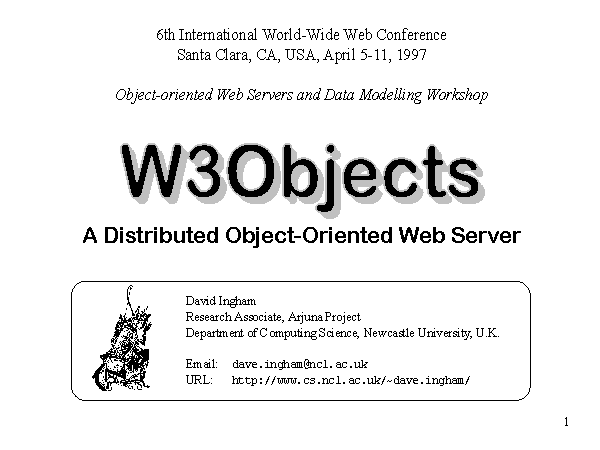 6th International World-Wide Web Conference
Santa Clara, CA, USA, April 5-11, 1997
Object-oriented Web Servers and Data Modelling Workshop
W3Objects
A Distributed Object-Oriented Web Server
David Ingham
Research Associate, Arjuna Project
Department of Computing Science, Newcastle University, U.K.
Email: dave.ingham@ncl.ac.uk
URL: http://www.cs.ncl.ac.uk/~dave.ingham/
1